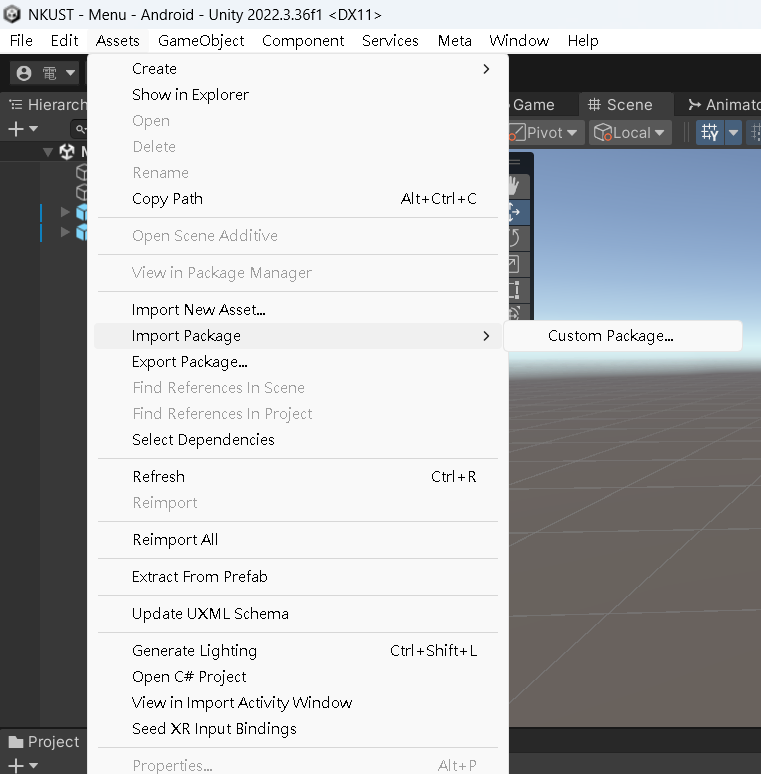 NKUST - Menu - Android - Unity 2022.3.36f1 <DX11>
File Edit Assets GameObject Component Services Meta Window Help
電
Hierarch
Game
Scene
Animato
Pivot
Local
Create
Show in Explorer
Open
Delete
Rename
Copy Path Alt+Ctrl+C
Open Scene Additive
View in Package Manager
Import New Asset...
Import Package
Custom Package...
Export Package...
Find References In Scene
Find References In Project
Select Dependencies
Refresh Ctrl+R
Reimport
Reimport All
Extract From Prefab
Update UXML Schema
Generate Lighting Ctrl+Shift+L
Open C# Project
View in Import Activity Window
Seed XR Input Bindings
Properties... Alt+P
Project